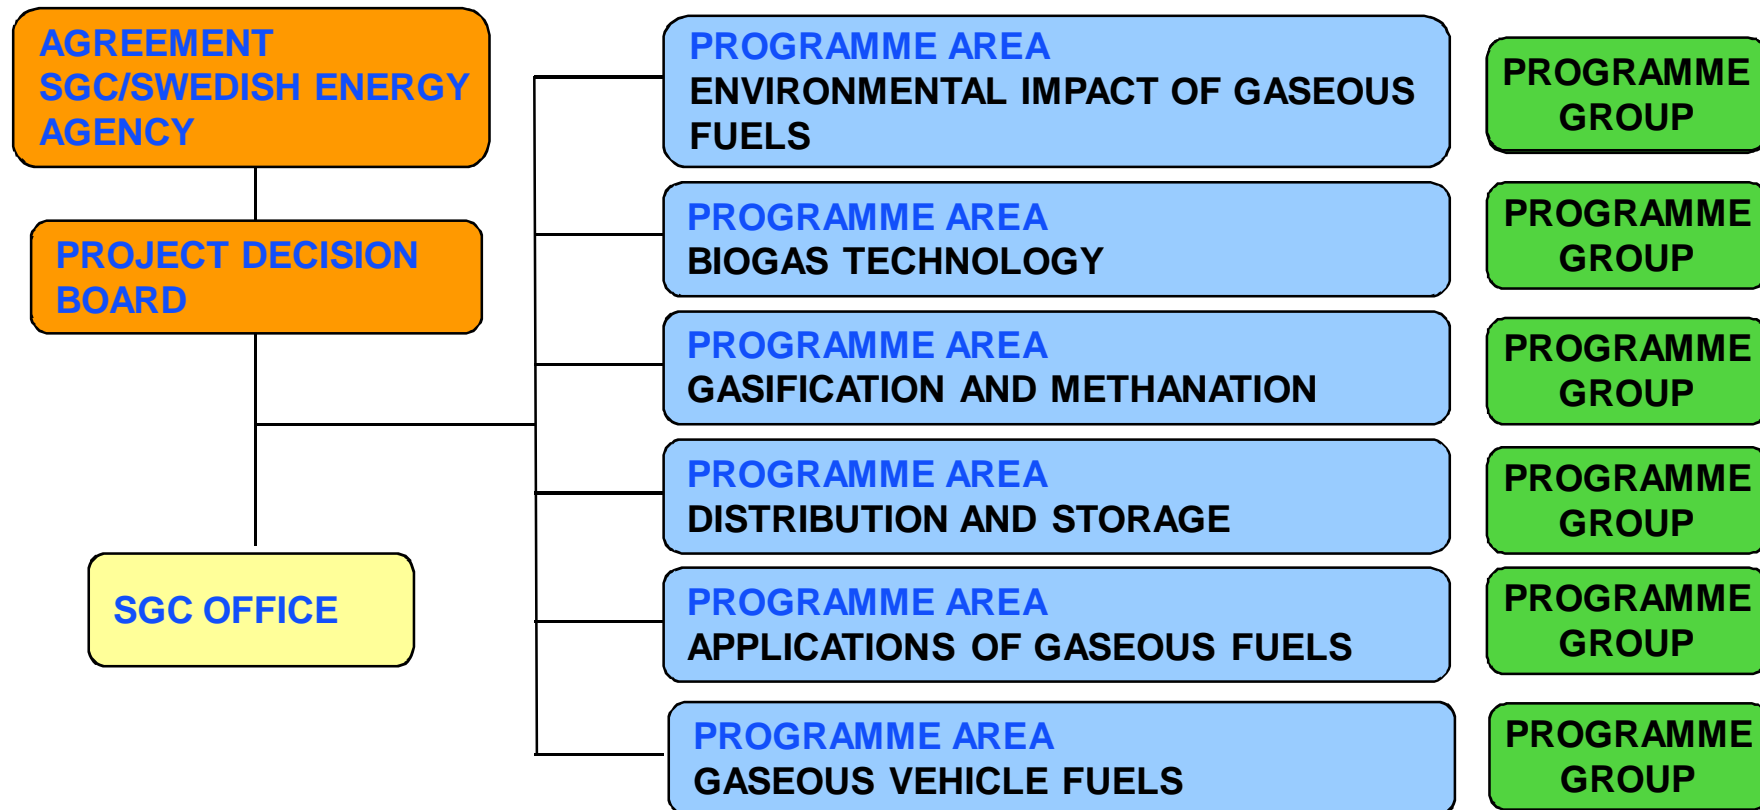 AGREEMENT
SGC/SWEDISH ENERGY
AGENCY
PROJECT DECISION
BOARD
SGC OFFICE
PROGRAMME AREA
ENVIRONMENTAL IMPACT OF GASEOUS
FUELS
PROGRAMME
GROUP
PROGRAMME AREA
BIOGAS TECHNOLOGY
PROGRAMME
GROUP
PROGRAMME AREA
GASIFICATION AND METHANATION
PROGRAMME
GROUP
PROGRAMME AREA
DISTRIBUTION AND STORAGE
PROGRAMME
GROUP
PROGRAMME AREA
APPLICATIONS OF GASEOUS FUELS
PROGRAMME
GROUP
PROGRAMME AREA
GASEOUS VEHICLE FUELS
PROGRAMME
GROUP